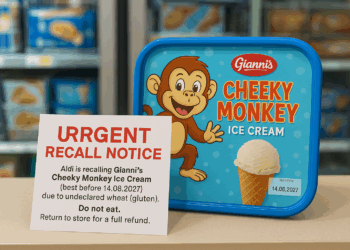 Gianni's
CHEEKY
MONKEY
ICE CREAM
14.08.2027
URRGENT
RECALL NOTICE
Aldi is recalling Gianni's
Cheeky Monkey Ice Cream
(best before 14.08.2027)
due to undeclared wheat (gluten).
Do not eat.
Return to store for a full refund.